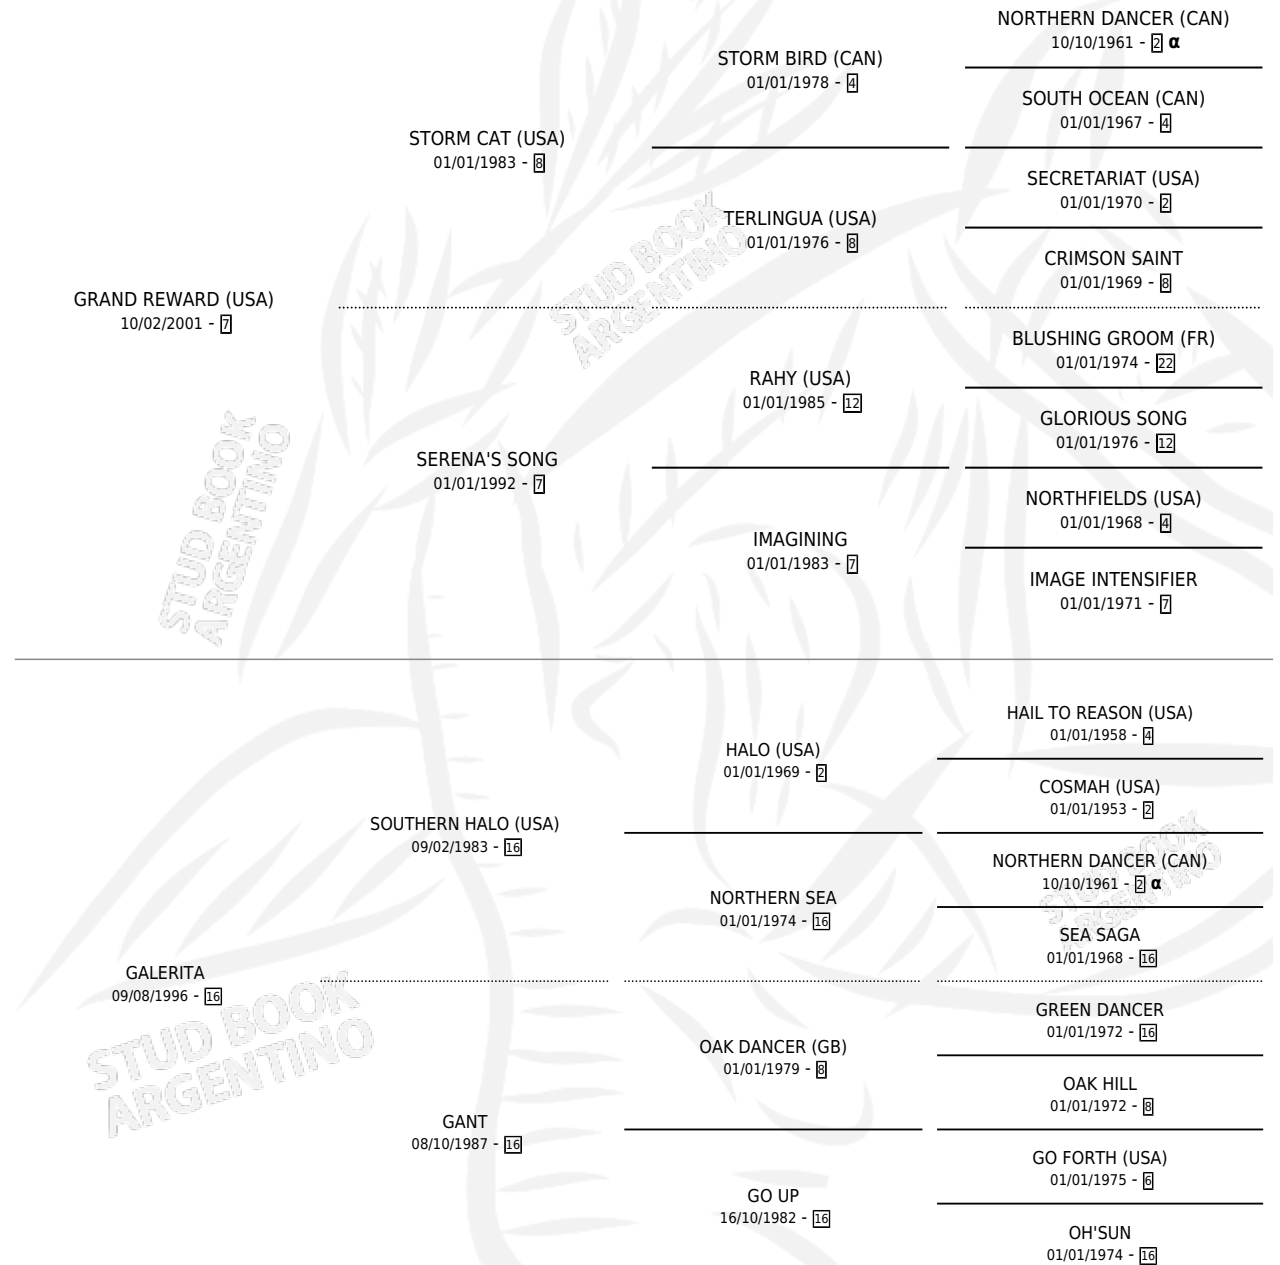 NORTHERN DANCER (CAN)
10/10/1961 - 2 α
STORM BIRD (CAN)
01/01/1978 - 4
SOUTH OCEAN (CAN)
01/01/1967 - 4
STORM CAT (USA)
01/01/1983 - 8
SECRETARIAT (USA)
01/01/1970 - 2
TERLINGUA (USA)
01/01/1976 - 8
CRIMSON SAINT
01/01/1969 - 8
GRAND REWARD (USA)
10/02/2001 - 7
BLUSHING GROOM (FR)
01/01/1974 - 22
RAHY (USA)
01/01/1985 - 12
GLORIOUS SONG
01/01/1976 - 12
SERENA'S SONG
01/01/1992 - 7
NORTHFIELDS (USA)
01/01/1968 - 4
IMAGINING
01/01/1983 - 7
IMAGE INTENSIFIER
01/01/1971 - 7
HAIL TO REASON (USA)
01/01/1958 - 4
HALO (USA)
01/01/1969 - 2
COSMAH (USA)
01/01/1953 - 2
SOUTHERN HALO (USA)
09/02/1983 - 16
NORTHERN DANCER (CAN)
10/10/1961 - 2 α
NORTHERN SEA
01/01/1974 - 16
SEA SAGA
01/01/1968 - 16
GALERITA
09/08/1996 - 16
GREEN DANCER
01/01/1972 - 16
OAK DANCER (GB)
01/01/1979 - 8
OAK HILL
01/01/1972 - 8
GANT
08/10/1987 - 16
GO FORTH (USA)
01/01/1975 - 6
GO UP
16/10/1982 - 16
OH'SUN
01/01/1974 - 16
STUD BOOK
ARGENTINO
STUD BOOK
ARGENTINO
STUD BOOK
ARGENTINO
STUD BOOK
ARGENTINO